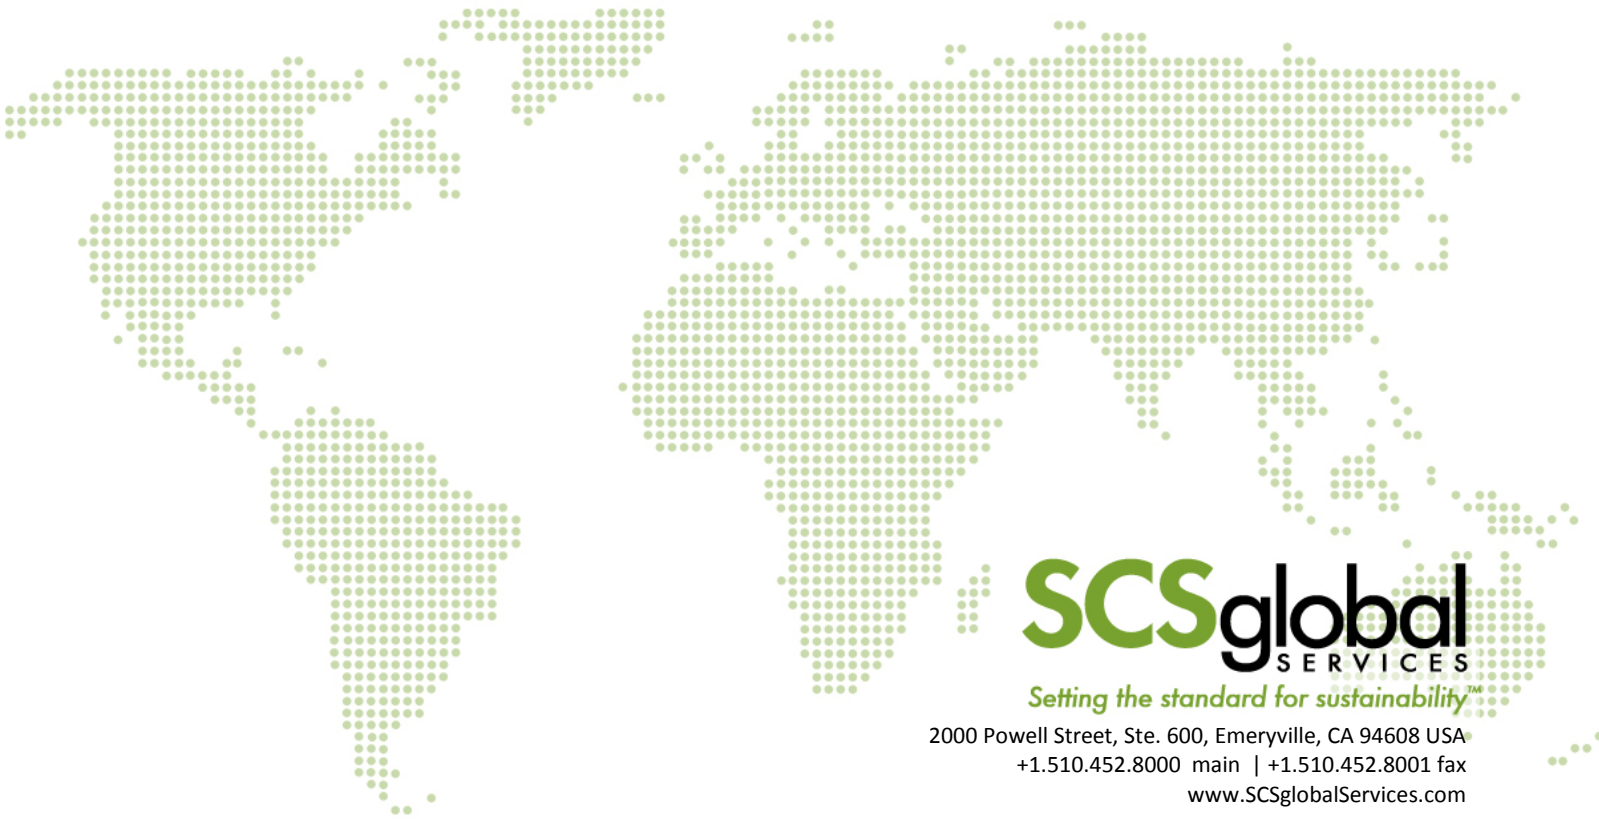 SCSglobal
SERVICES
Setting the standard for sustainability™
2000 Powell Street, Ste. 600, Emeryville, CA 94608 USA
+1.510.452.8000 main | +1.510.452.8001 fax
www.SCSglobalServices.com